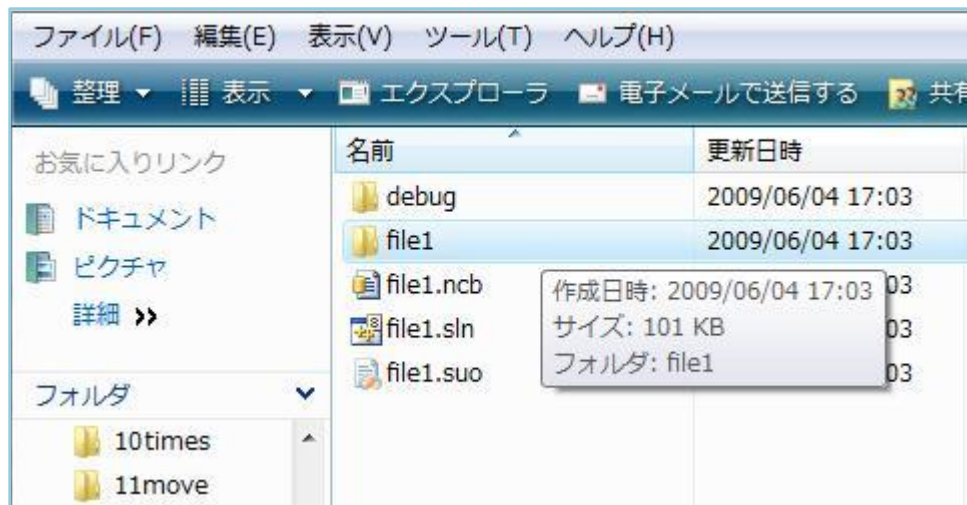 ファイル(F) 編集(E) 表示(V) ツール(T) ヘルプ(H)
整理 表示 エクスプローラ 電子メールで送信する 共有
お気に入りリンク
ドキュメント
ピクチャ
詳細 »
フォルダ
10times
11move
名前 更新日時
debug 2009/06/04 17:03
file1 2009/06/04 17:03
file1.ncb 03
file1.sln 03
file1.suo 03
作成日時: 2009/06/04 17:03
サイズ: 101 KB
フォルダ: file1